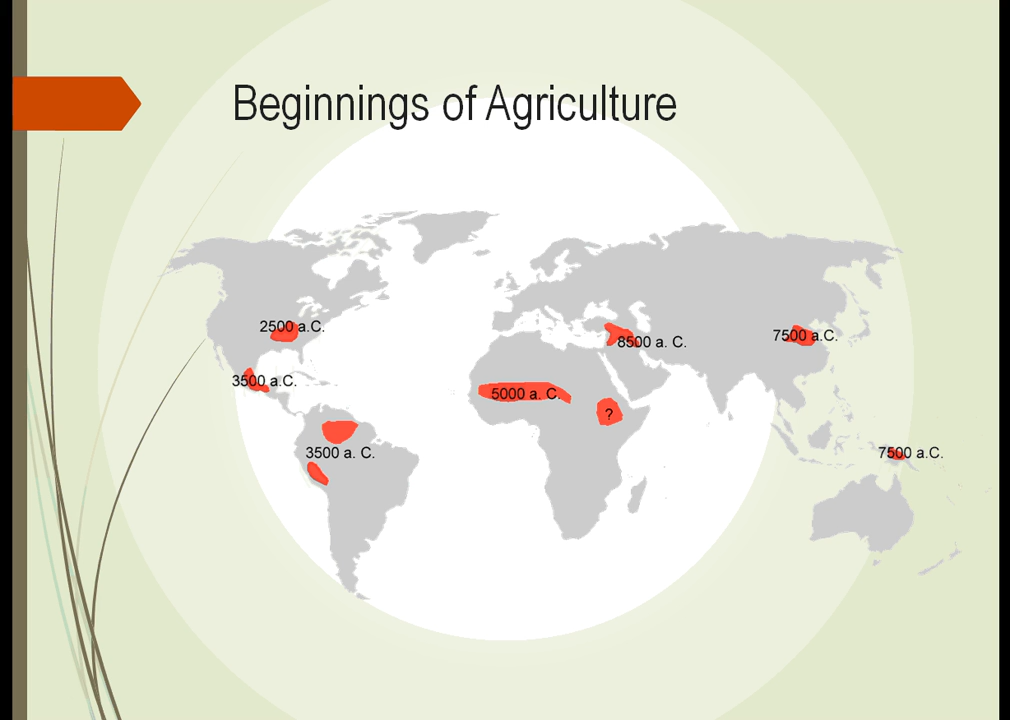 Beginnings of Agriculture
2500 a.C.
8500 a. C.
7500 a.C.
3500 a.C.
5000 a. C.
?
3500 a. C.
7500 a.C.